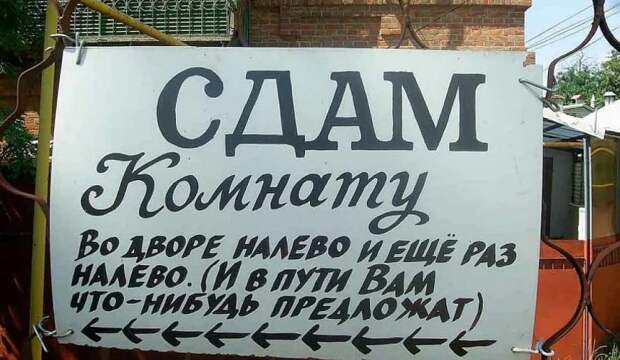 СДАМ
Комнату
ВО ДВОРЕ НАЛЕВО И ЕЩЁ РАЗ
НАЛЕВО. (И В ПУТИ ВАМ
ЧТО-НИБУДЬ ПРЕДЛОЖАТ)